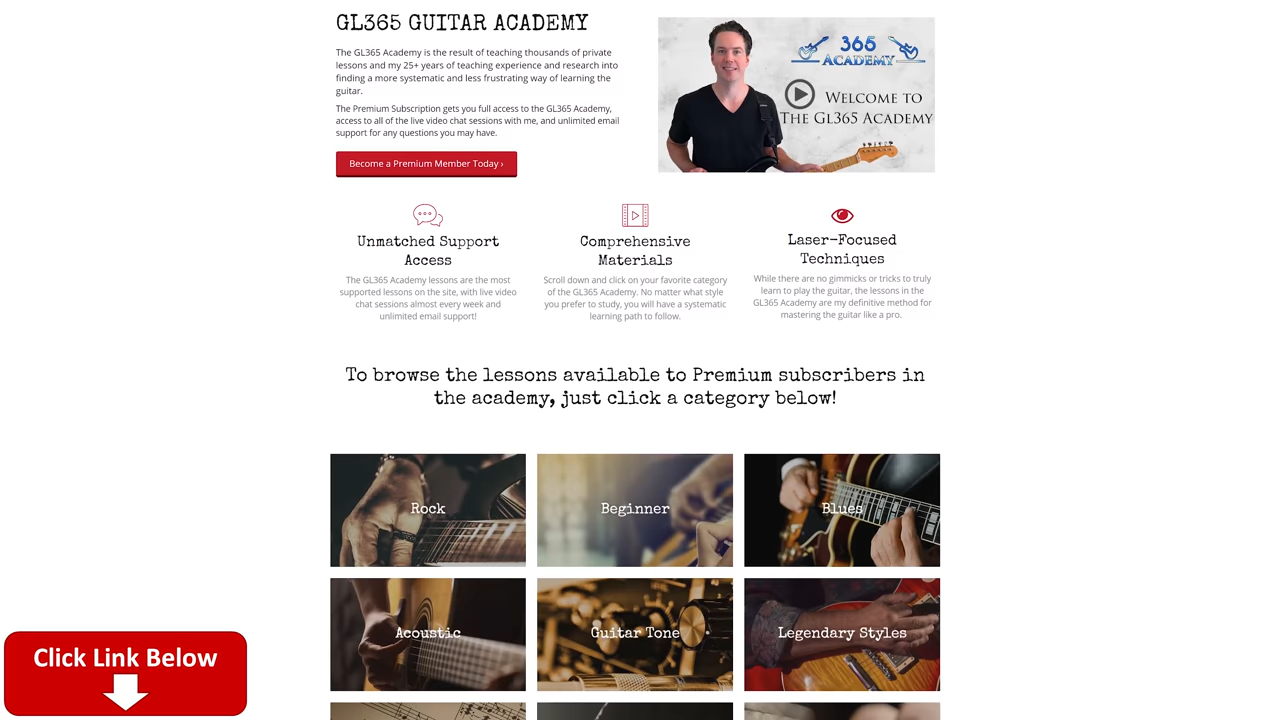 GL365 GUITAR ACADEMY
The GL365 Academy is the result of teaching thousands of private
lessons and my 25+ years of teaching experience and research into
finding a more systematic and less frustrating way of learning the
guitar.
The Premium Subscription gets you full access to the GL365 Academy,
access to all of the live video chat sessions with me, and unlimited email
support for any questions you may have.
Become a Premium Member Today ›
365
ACADEMY
WELCOME TO
THE GL365 ACADEMY
Unmatched Support
Access
The GL365 Academy lessons are the most
supported lessons on the site, with live video
chat sessions almost every week and
unlimited email support!
Comprehensive
Materials
Scroll down and click on your favorite category
of the GL365 Academy. No matter what style
you prefer to study, you will have a systematic
learning path to follow.
Laser-Focused
Techniques
While there are no gimmicks or tricks to truly
learn to play the guitar, the lessons in the
GL365 Academy are my definitive method for
mastering the guitar like a pro.
To browse the lessons available to Premium subscribers in
the academy, just click a category below!
Rock
Beginner
Blues
Acoustic
Guitar Tone
Legendary Styles
Click Link Below